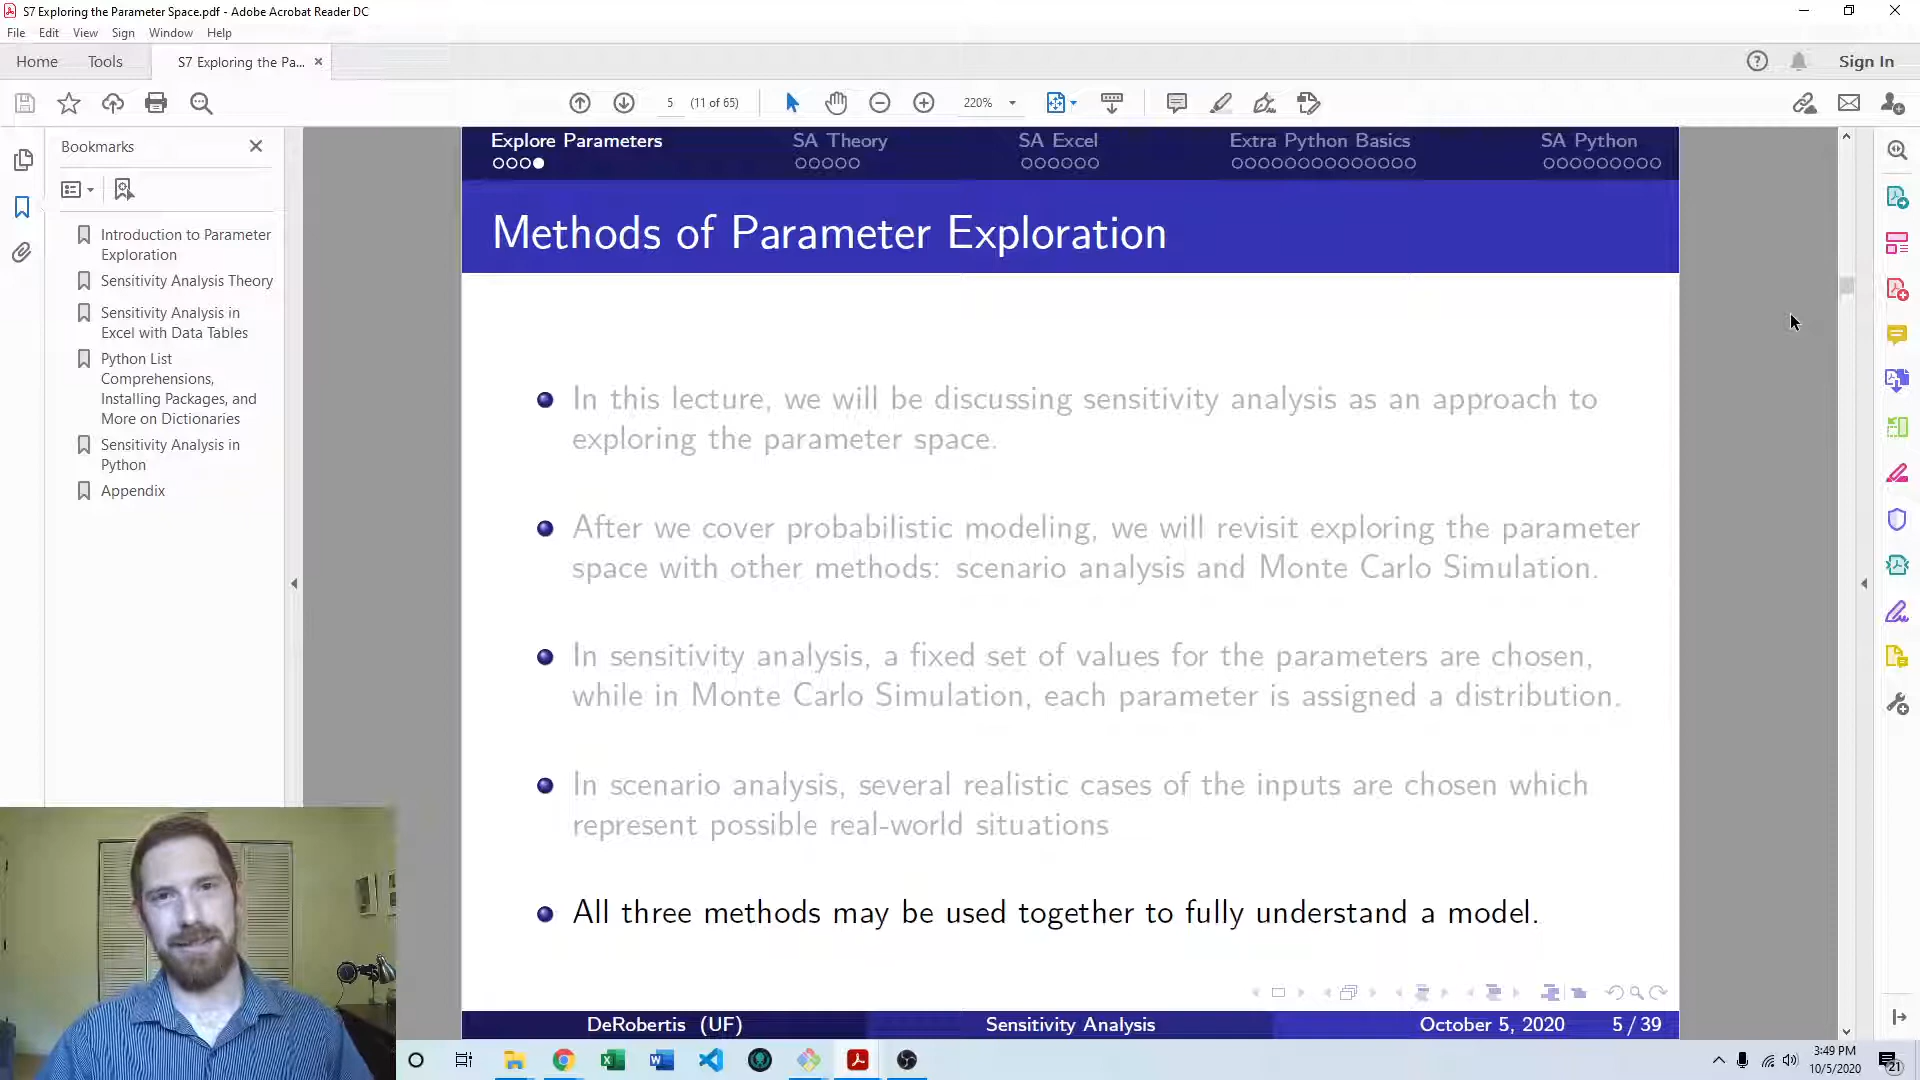 S7 Exploring the Parameter Space.pdf - Adobe Acrobat Reader DC
File Edit View Sign Window Help
Home Tools S7 Exploring the Pa... Sign In
5 (11 of 65) 220%
Bookmarks
Introduction to Parameter
Exploration
Sensitivity Analysis Theory
Sensitivity Analysis in
Excel with Data Tables
Python List
Comprehensions,
Installing Packages, and
More on Dictionaries
Sensitivity Analysis in
Python
Appendix
Explore Parameters SA Theory SA Excel Extra Python Basics SA Python
Methods of Parameter Exploration
In this lecture, we will be discussing sensitivity analysis as an approach to
exploring the parameter space.
After we cover probabilistic modeling, we will revisit exploring the parameter
space with other methods: scenario analysis and Monte Carlo Simulation.
In sensitivity analysis, a fixed set of values for the parameters are chosen,
while in Monte Carlo Simulation, each parameter is assigned a distribution.
In scenario analysis, several realistic cases of the inputs are chosen which
represent possible real-world situations
All three methods may be used together to fully understand a model.
DeRobertis (UF) Sensitivity Analysis October 5, 2020 5 / 39
3:49 PM
10/5/2020
21